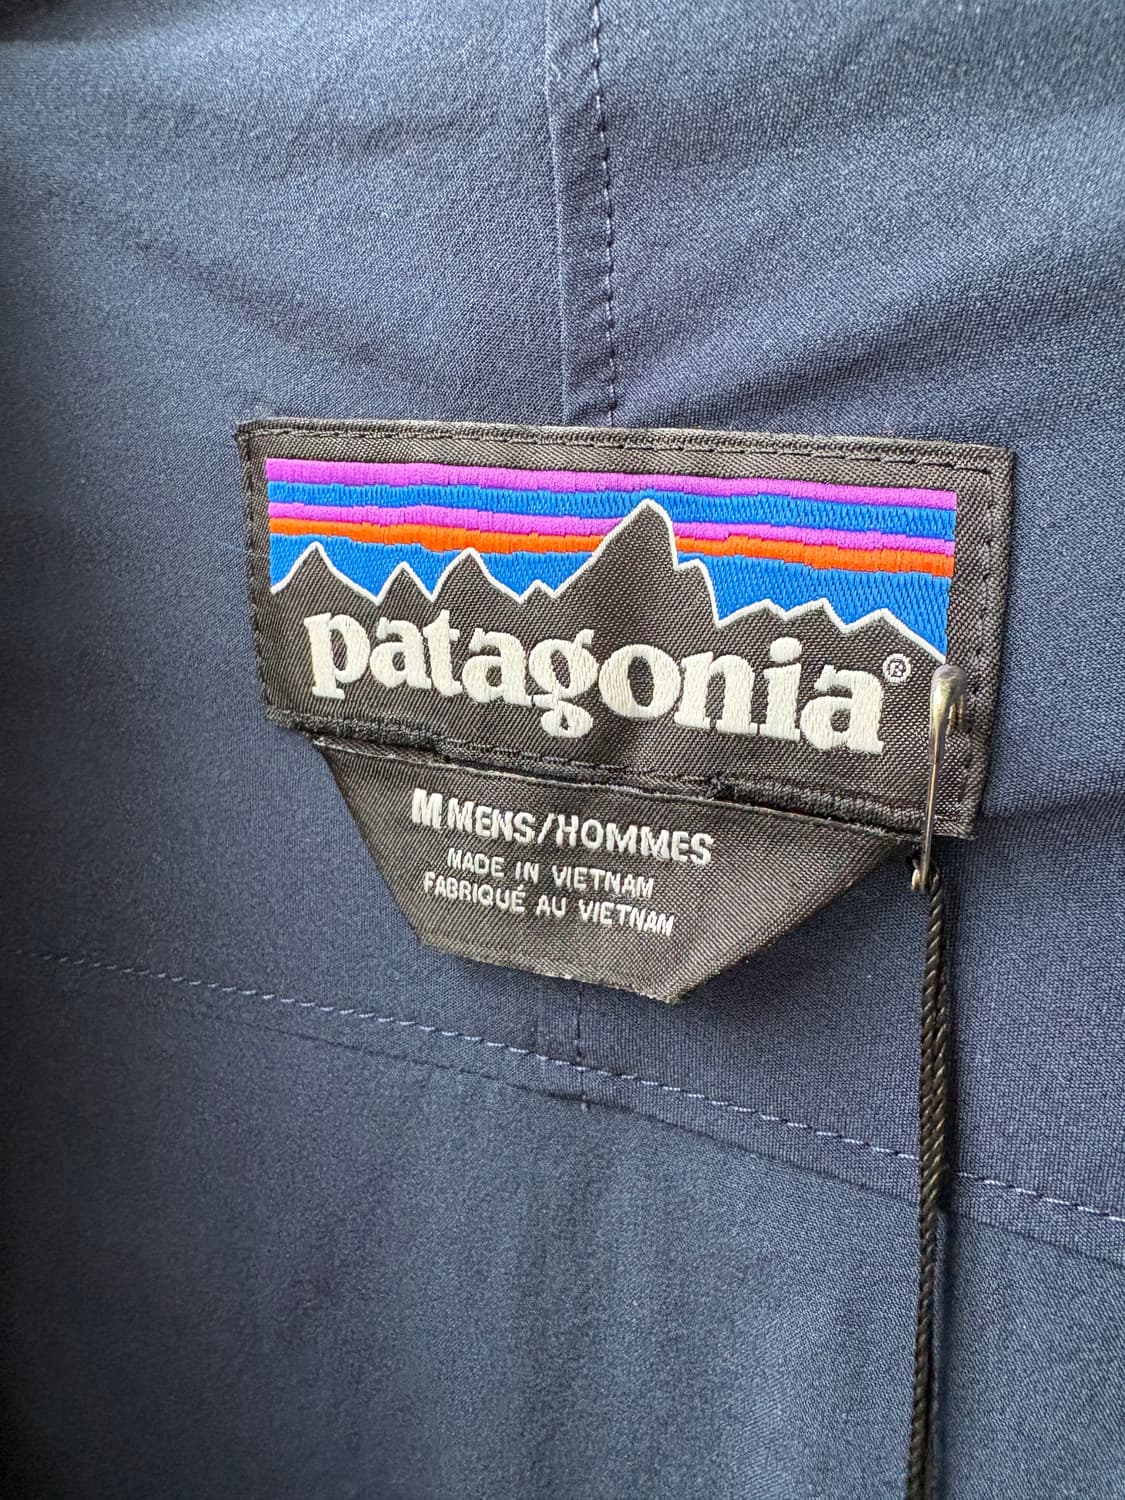 patagonia®
M MENS/HOMMES
MADE IN VIETNAM
FABRIQUÉ AU VIETNAM